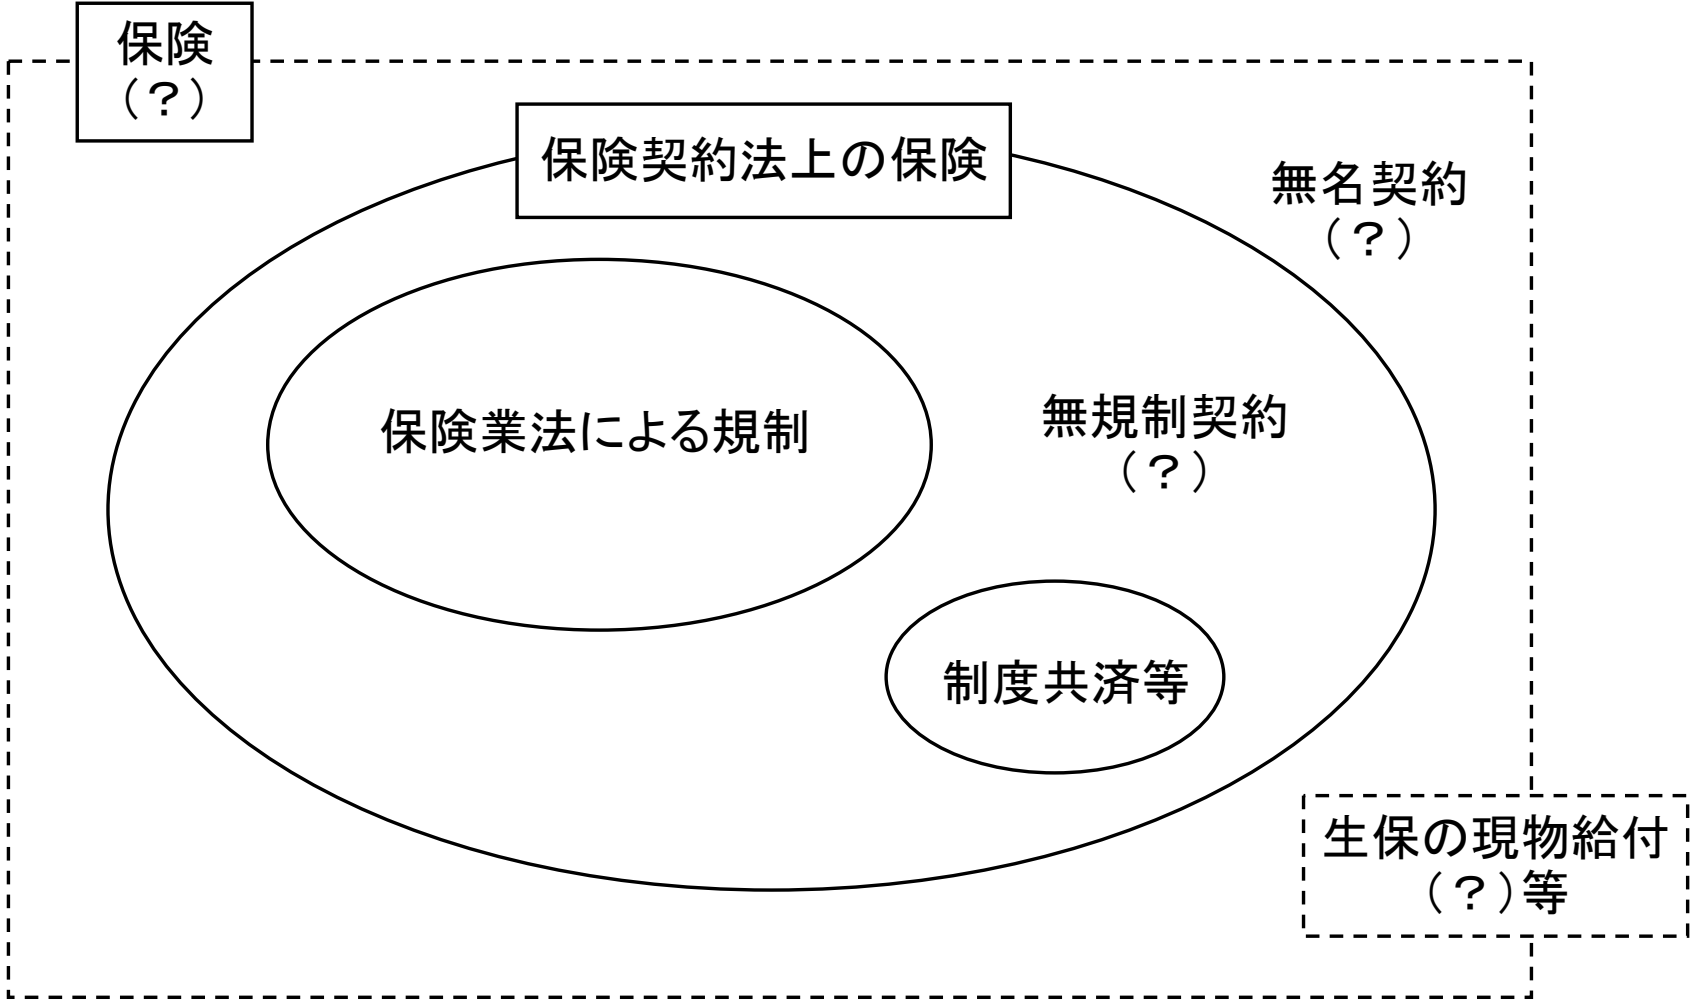 保険
（？）
保険契約法上の保険
無名契約
（？）
保険業法による規制
無規制契約
（？）
制度共済等
生保の現物給付
（？）等